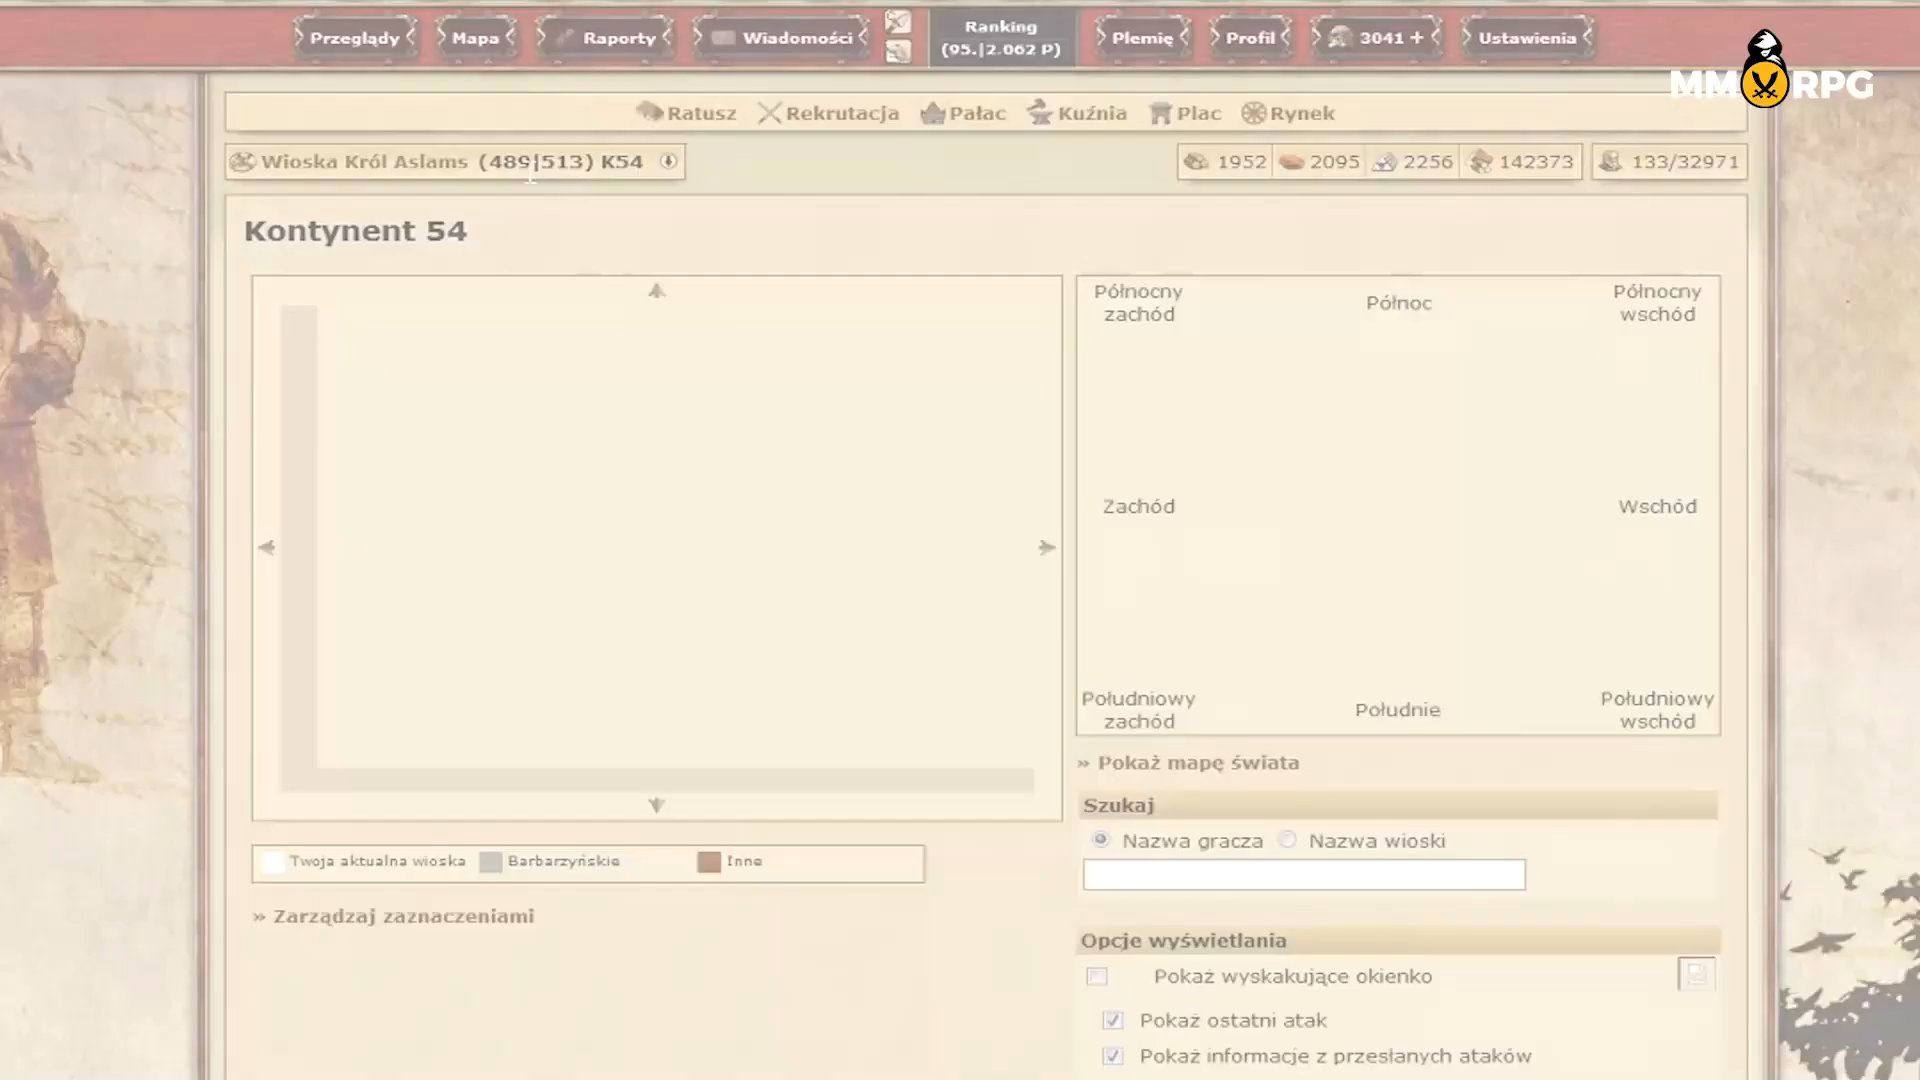 Przeglądy Mapa Raporty Wiadomości Ranking (95.|2.062 P) Plemię Profil 3041 + Ustawienia
MMORPG
Ratusz Rekrutacja Pałac Kuźnia Plac Rynek
Wioska Król Aslams (489|513) K54 1952 2095 2256 142373 133/32971
Kontynent 54
Północny zachód Północ Północny wschód
Zachód Wschód
Południowy zachód Południe Południowy wschód
» Pokaż mapę świata
Szukaj
Nazwa gracza Nazwa wioski
Twoja aktualna wioska Barbarzyńskie Inne
» Zarządzaj zaznaczeniami
Opcje wyświetlania
Pokaż wyskakujące okienko
Pokaż ostatni atak
Pokaż informacje z przesłanych ataków